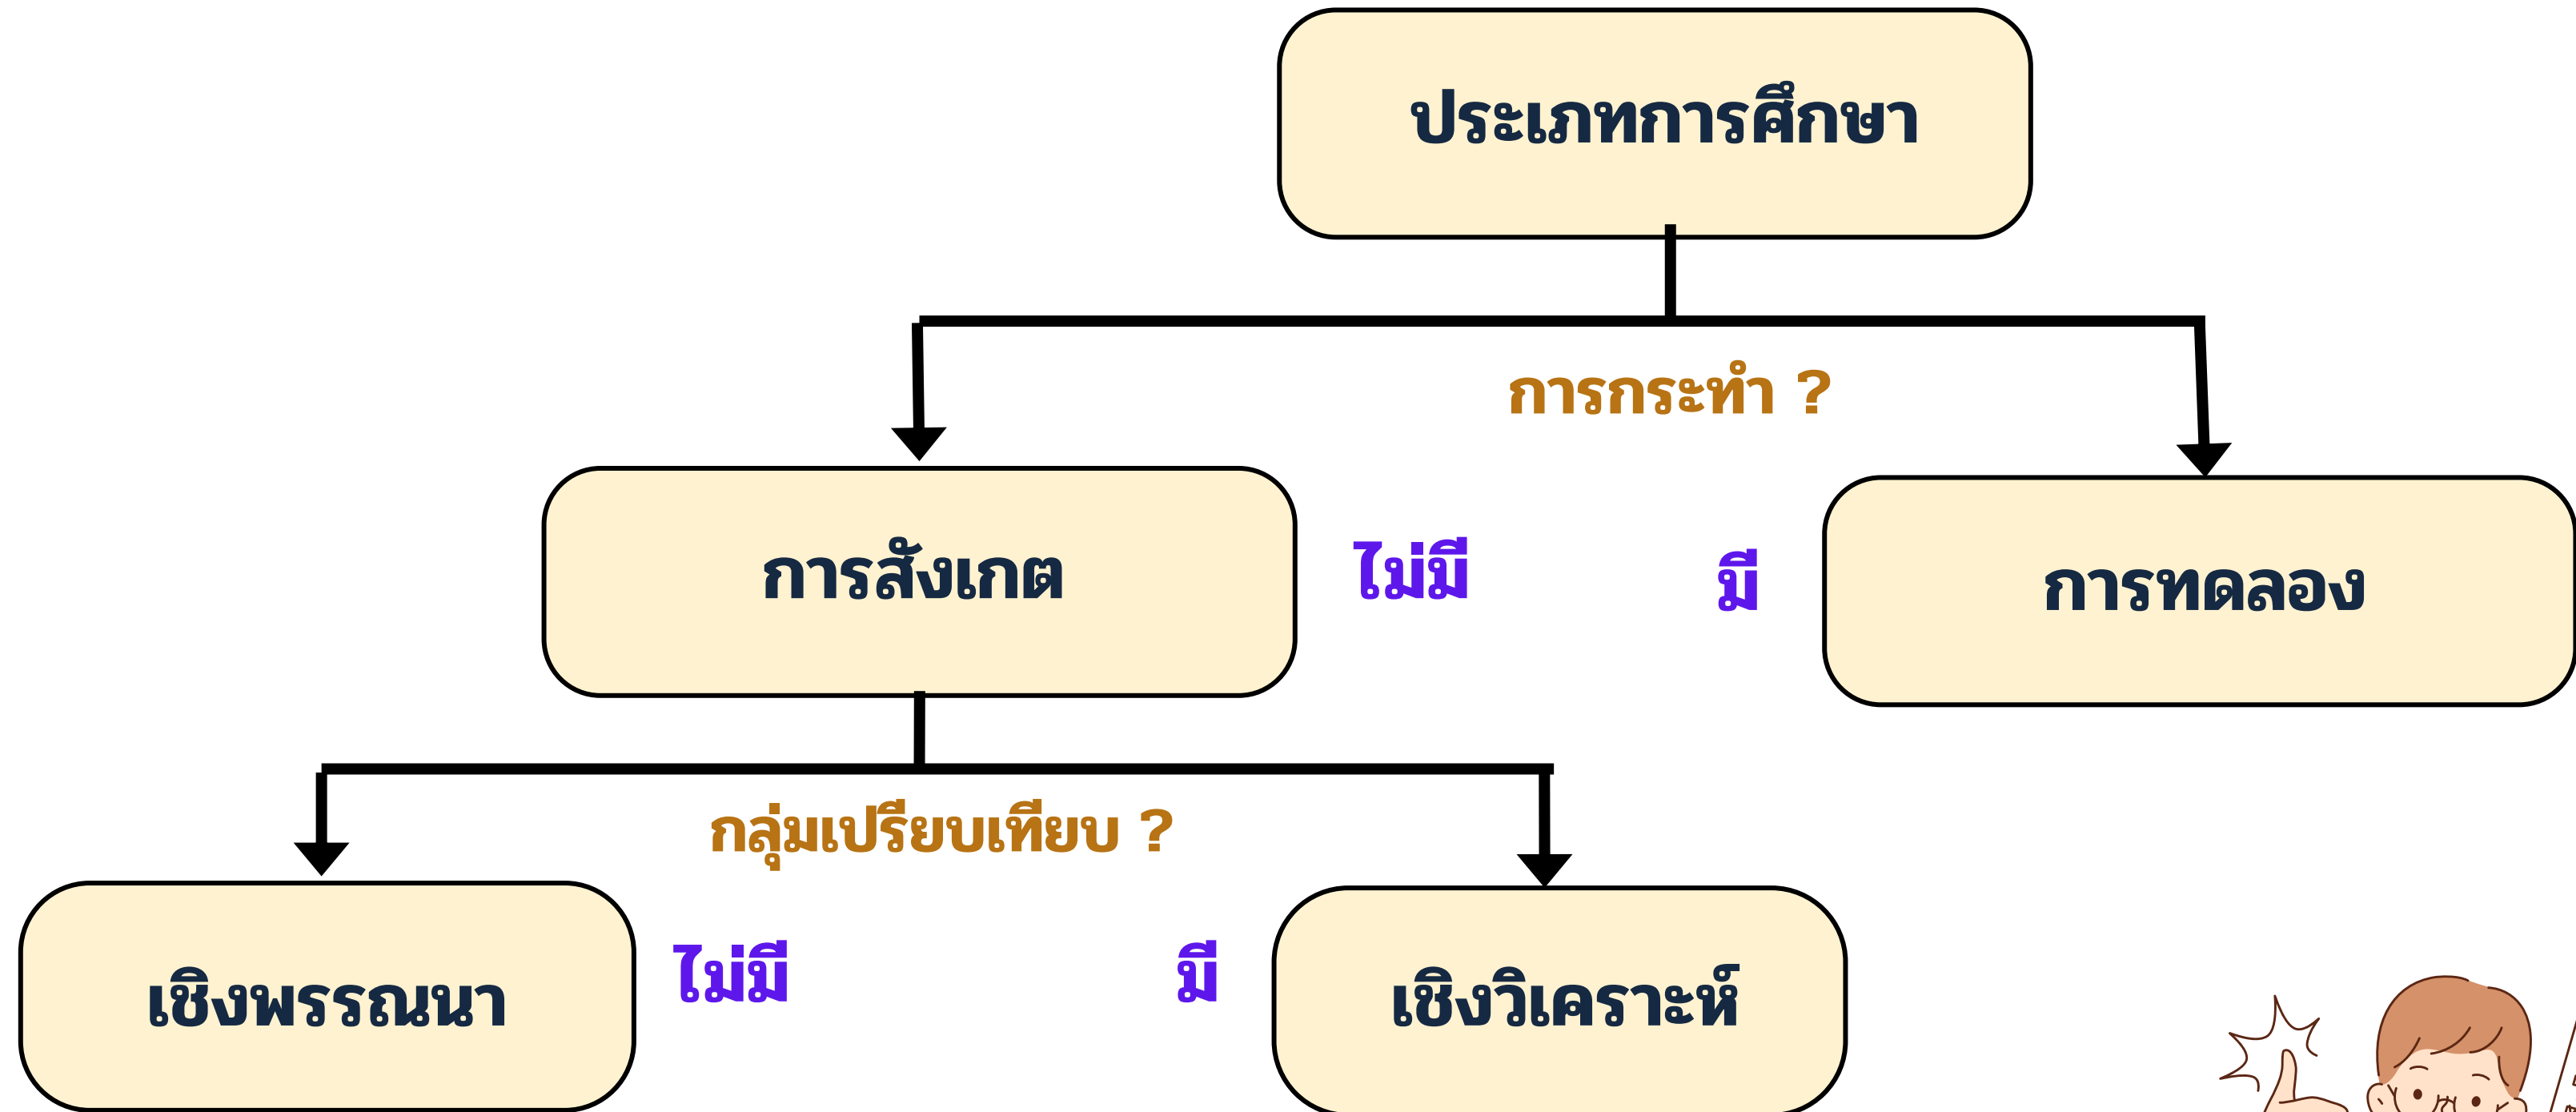 ประเภทการศึกษา
การกระทำ ?
การสังเกต
ไม่มี
มี
การทดลอง
กลุ่มเปรียบเทียบ ?
เชิงพรรณนา
ไม่มี
มี
เชิงวิเคราะห์